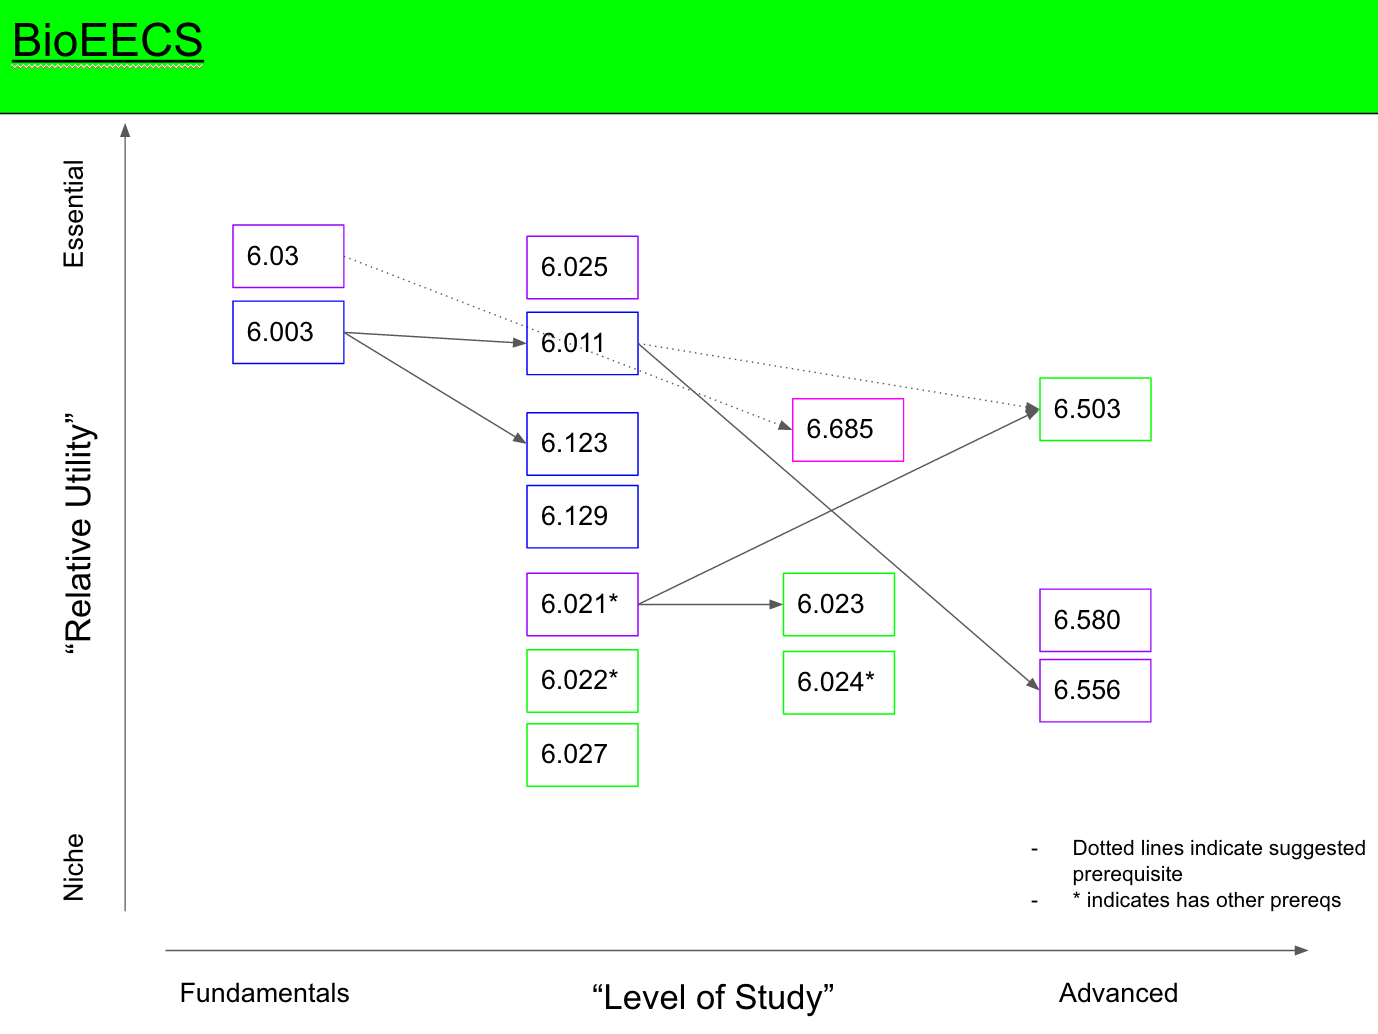 BioEECS
Essential
“Relative Utility”
Niche
6.03
6.003
6.025
6.011
6.123
6.129
6.021*
6.022*
6.027
6.685
6.023
6.024*
6.503
6.580
6.556
- Dotted lines indicate suggested
prerequisite
- * indicates has other prereqs
Fundamentals
“Level of Study”
Advanced